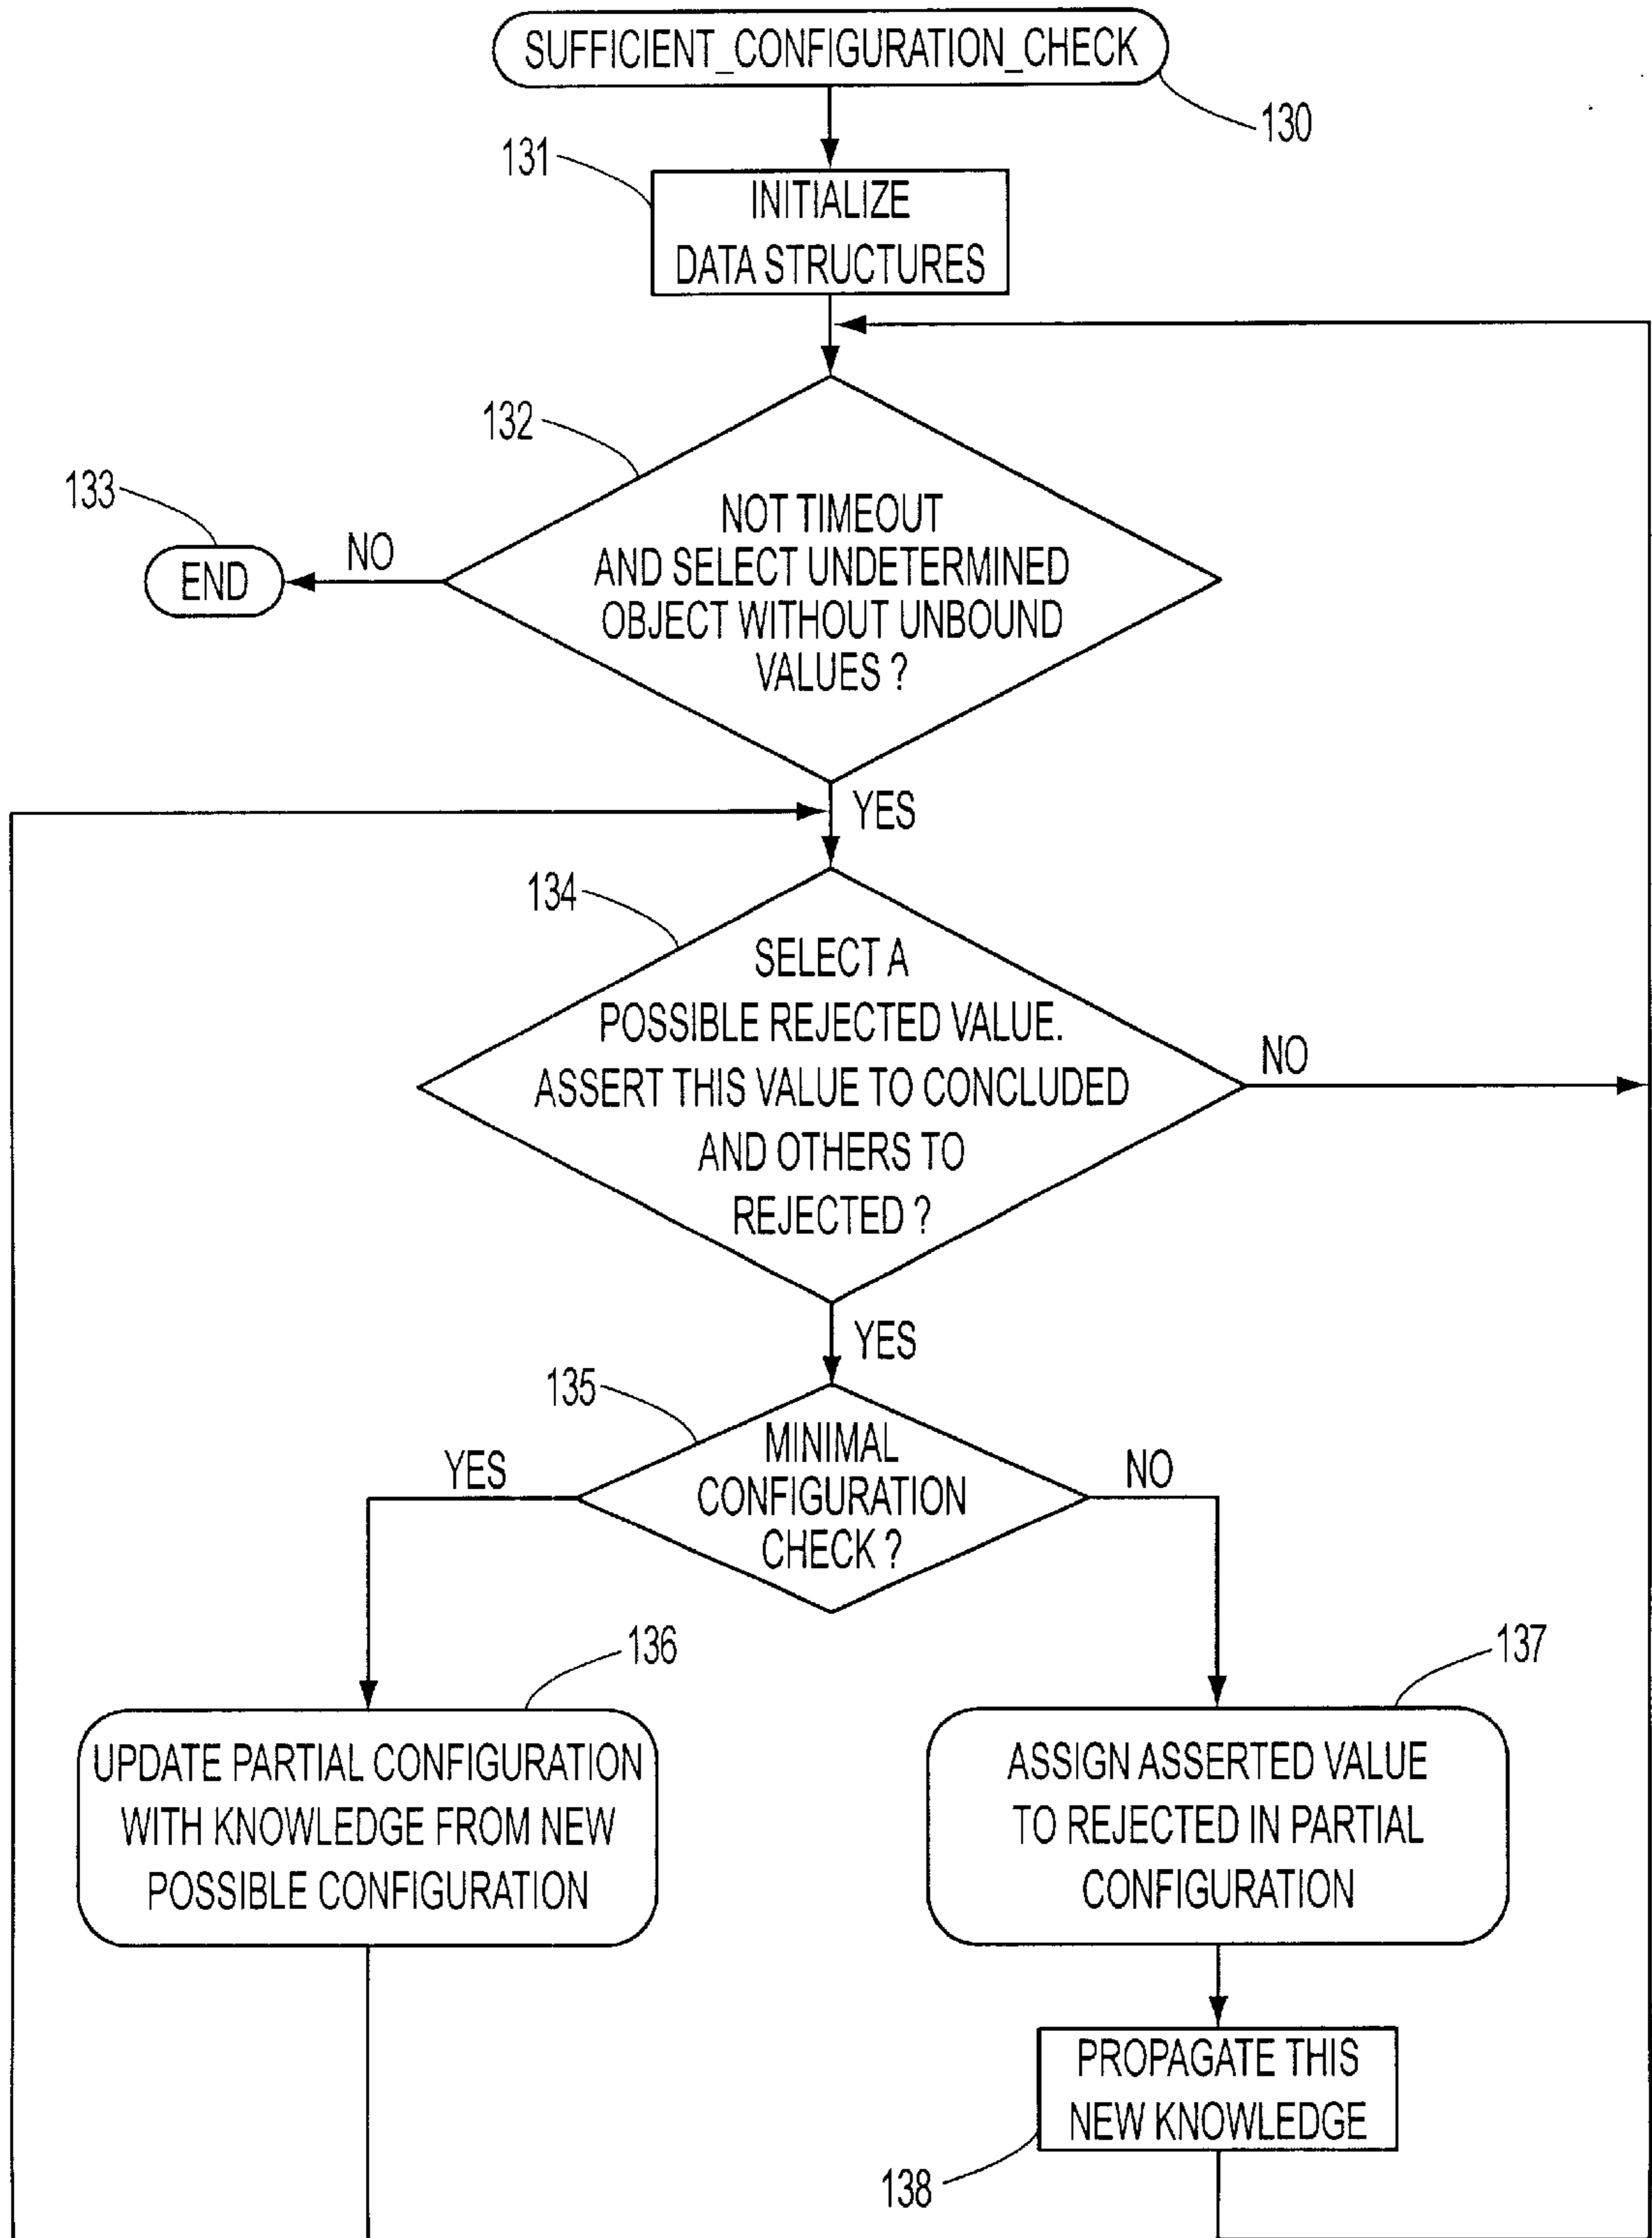 SUFFICIENT_CONFIGURATION_CHECK
130
131
INITIALIZE
DATA STRUCTURES
132
133
NOT TIMEOUT
AND SELECT UNDETERMINED
OBJECT WITHOUT UNBOUND
VALUES ?
NO
END
YES
134
SELECT A
POSSIBLE REJECTED VALUE.
ASSERT THIS VALUE TO CONCLUDED
AND OTHERS TO
REJECTED ?
NO
YES
135
MINIMAL
CONFIGURATION
CHECK ?
YES
NO
136
137
UPDATE PARTIAL CONFIGURATION
WITH KNOWLEDGE FROM NEW
POSSIBLE CONFIGURATION
ASSIGN ASSERTED VALUE
TO REJECTED IN PARTIAL
CONFIGURATION
PROPAGATE THIS
NEW KNOWLEDGE
138